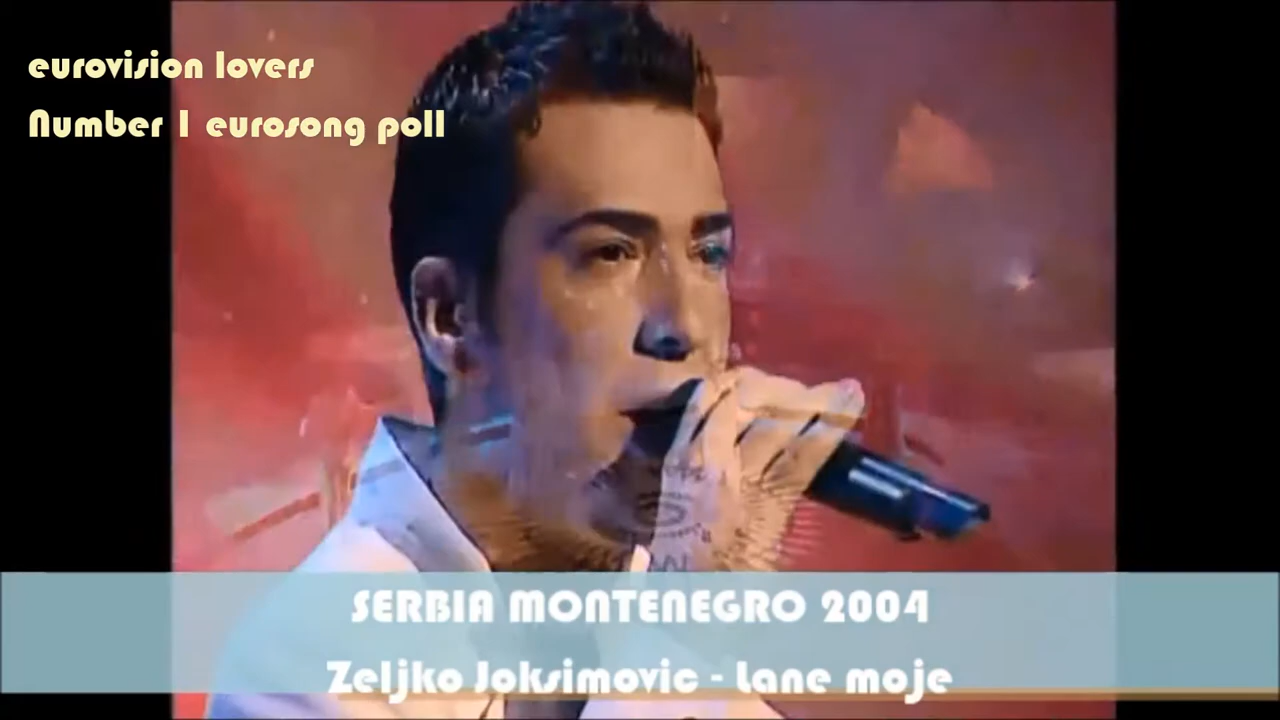 eurovision lovers
Number 1 eurosong poll
SERBIA MONTENEGRO 2004
Zeljko Joksimovic - Lane moje